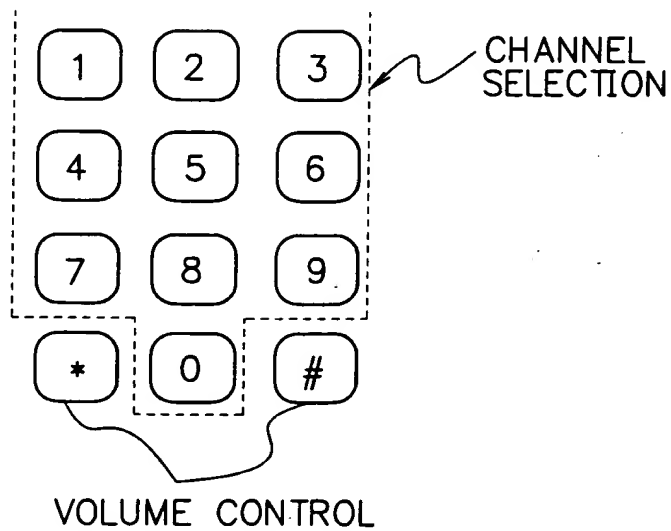 1 2 3 CHANNEL
SELECTION
4 5 6
7 8 9
* 0 #
VOLUME CONTROL